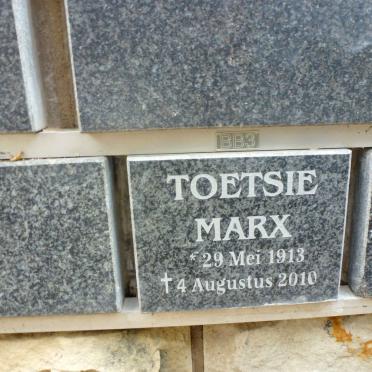 BB3
TOETSIE
MARX
* 29 Mei 1913
† 4 Augustus 2010